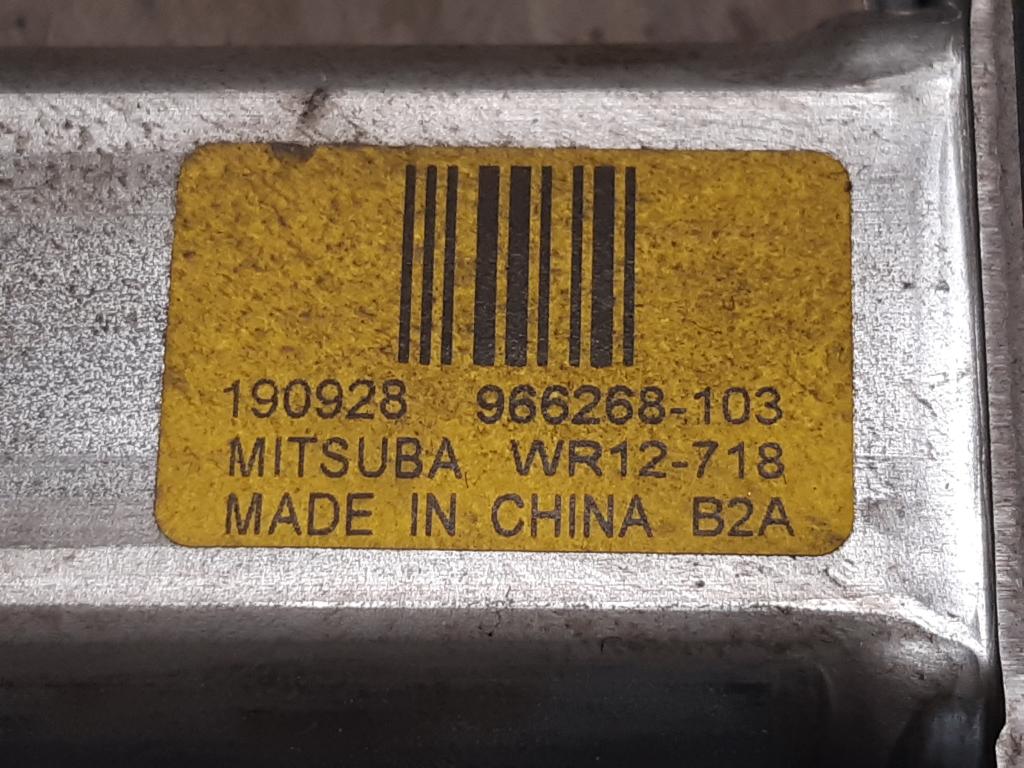 190928 966268-103
MITSUBA WR12-718
MADE IN CHINA B2A